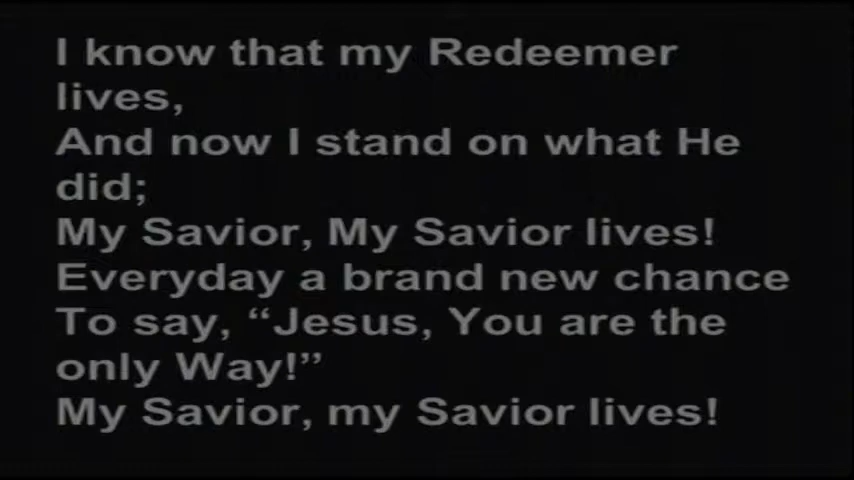 I know that my Redeemer
lives,
And now I stand on what He
did;
My Savior, My Savior lives!
Everyday a brand new chance
To say, “Jesus, You are the
only Way!”
My Savior, my Savior lives!